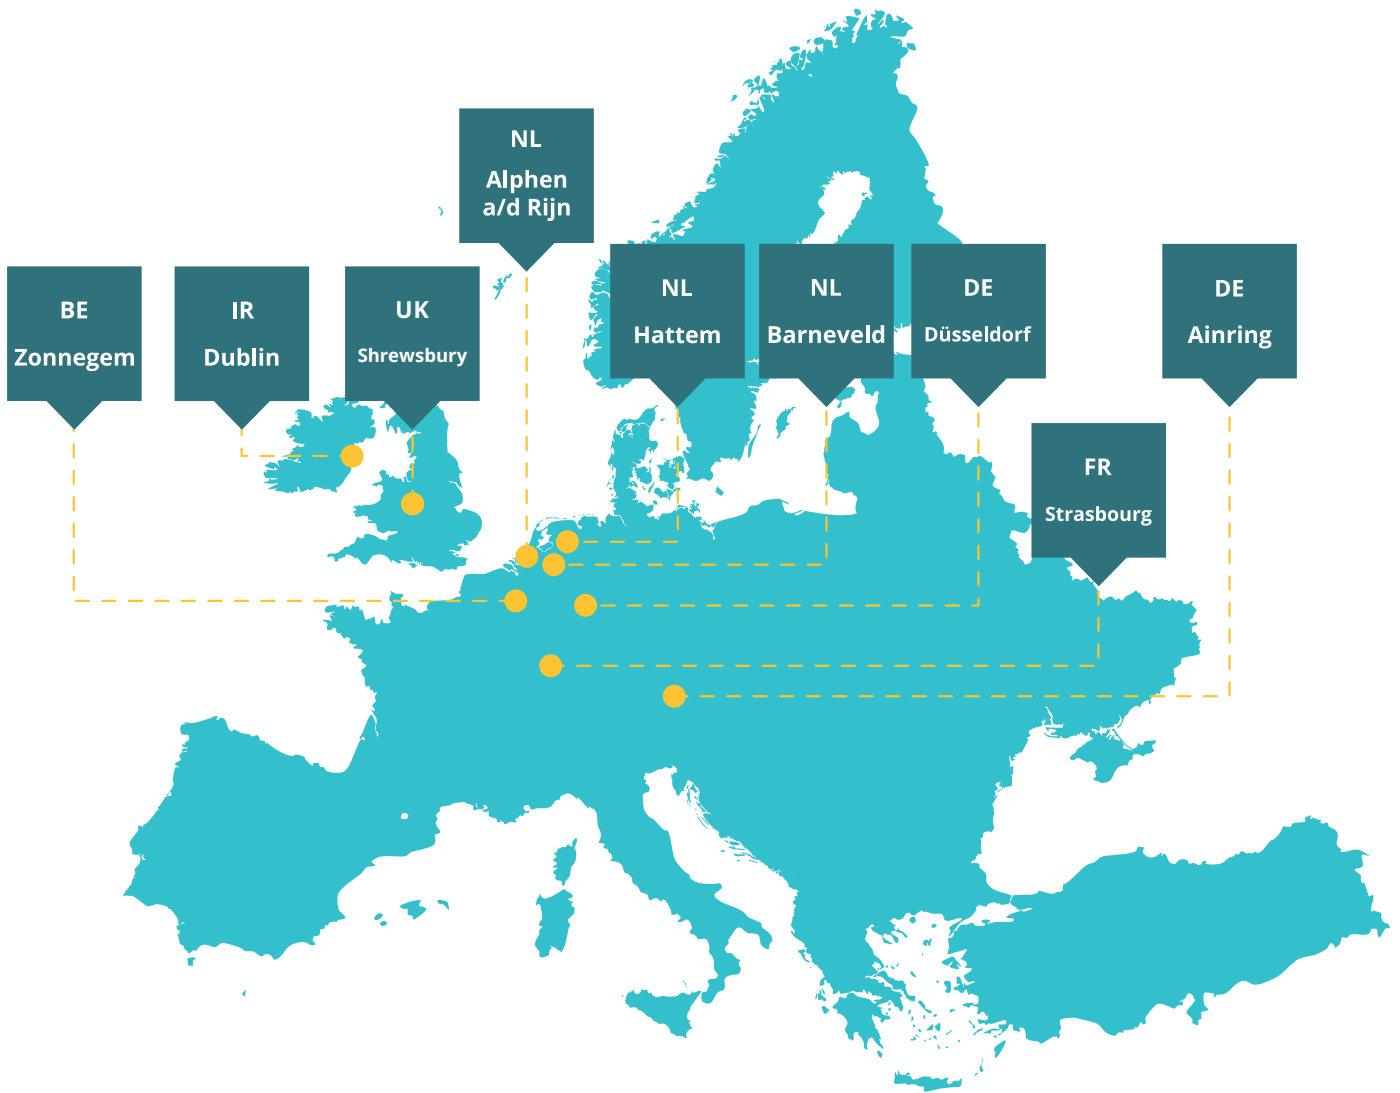 NL
Alphen
a/d Rijn
BE
Zonnegem
IR
Dublin
UK
Shrewsbury
NL
Hattem
NL
Barneveld
DE
Düsseldorf
DE
Ainring
FR
Strasbourg